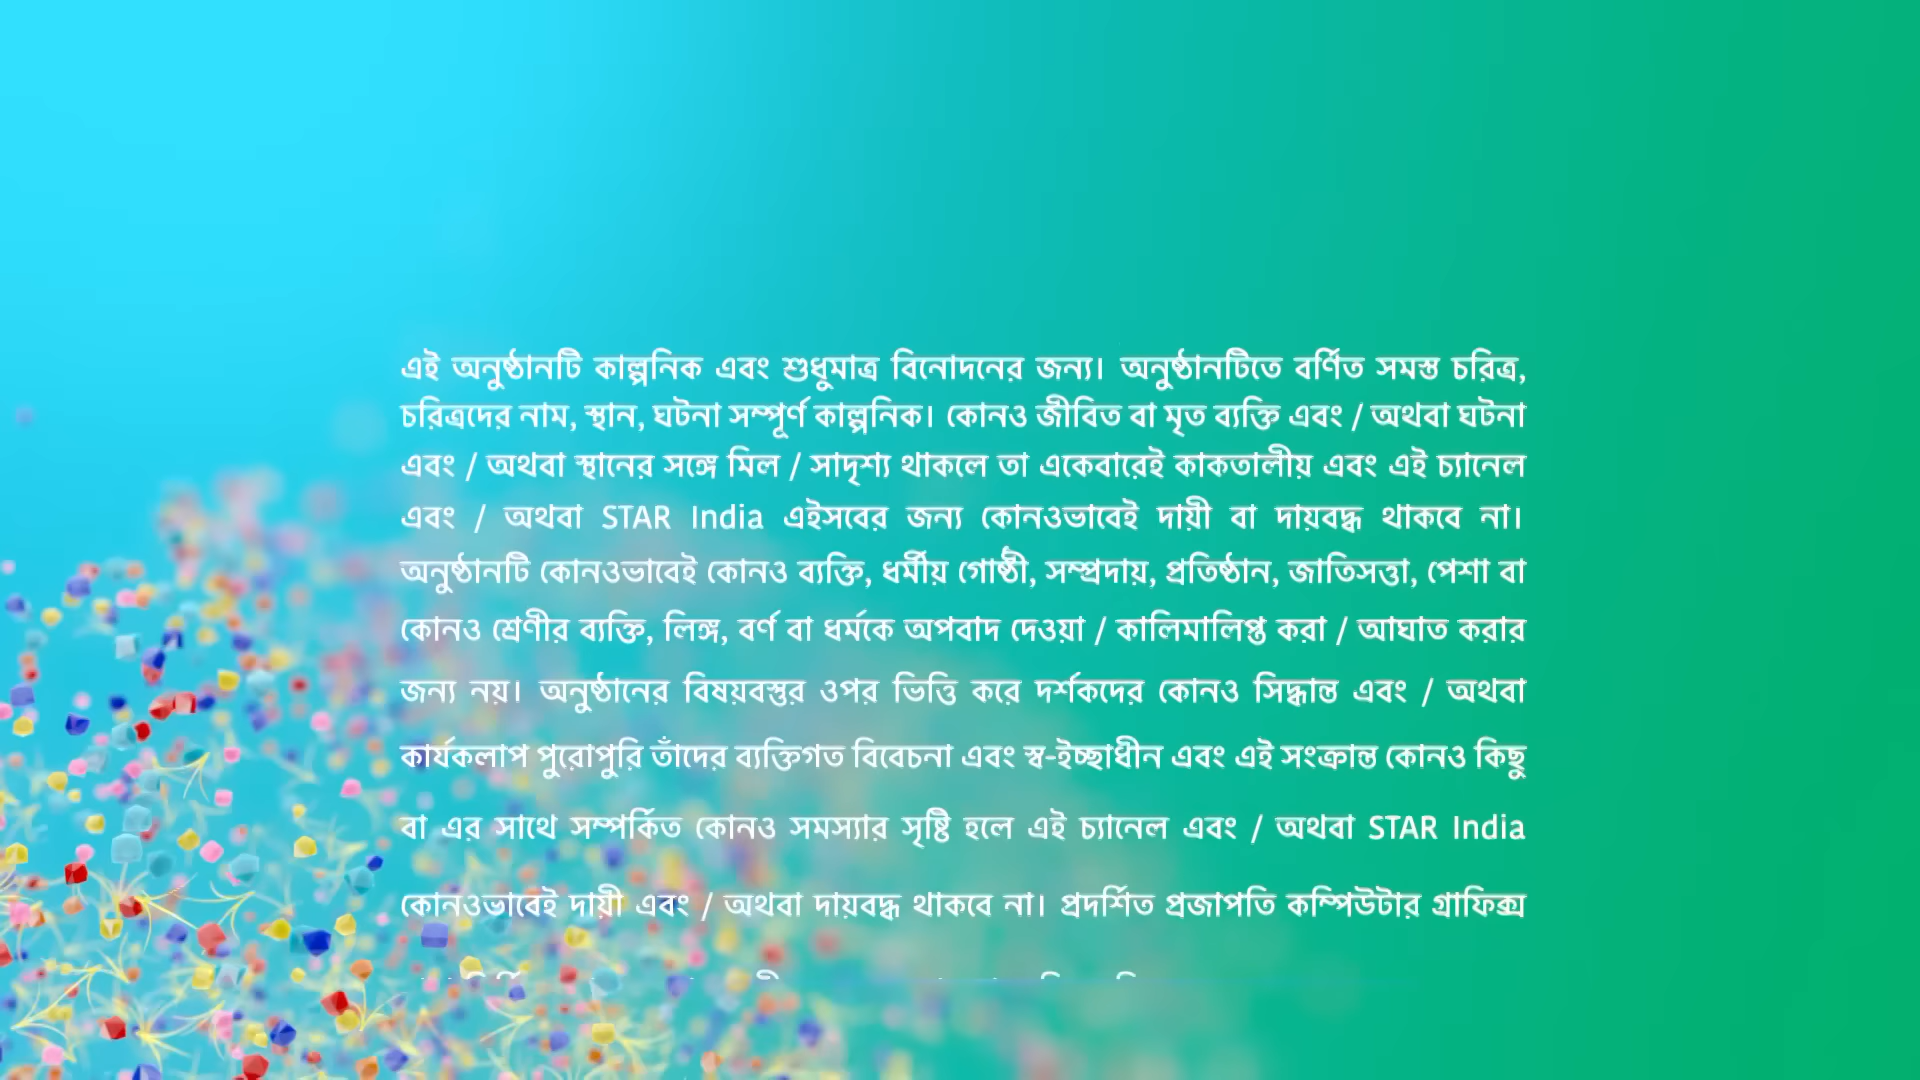 এই অনুষ্ঠানটি কাল্পনিক এবং শুধুমাত্র বিনোদনের জন্য। অনুষ্ঠানটিতে বর্ণিত সমস্ত চরিত্র,
চরিত্রদের নাম, স্থান, ঘটনা সম্পূর্ণ কাল্পনিক। কোনও জীবিত বা মৃত ব্যক্তি এবং / অথবা ঘটনা
এবং / অথবা স্থানের সঙ্গে মিল / সাদৃশ্য থাকলে তা একেবারেই কাকতালীয় এবং এই চ্যানেল
এবং / অথবা STAR India এইসবের জন্য কোনওভাবেই দায়ী বা দায়বদ্ধ থাকবে না।
অনুষ্ঠানটি কোনওভাবেই কোনও ব্যক্তি, ধর্মীয় গোষ্ঠী, সম্প্রদায়, প্রতিষ্ঠান, জাতিসত্তা, পেশা বা
কোনও শ্রেণীর ব্যক্তি, লিঙ্গ, বর্ণ বা ধর্মকে অপবাদ দেওয়া / কালিমালিপ্ত করা / আঘাত করার
জন্য নয়। অনুষ্ঠানের বিষয়বস্তুর ওপর ভিত্তি করে দর্শকদের কোনও সিদ্ধান্ত এবং / অথবা
কার্যকলাপ পুরোপুরি তাঁদের ব্যক্তিগত বিবেচনা এবং স্ব-ইচ্ছাধীন এবং এই সংক্রান্ত কোনও কিছু
বা এর সাথে সম্পর্কিত কোনও সমস্যার সৃষ্টি হলে এই চ্যানেল এবং / অথবা STAR India
কোনওভাবেই দায়ী এবং / অথবা দায়বদ্ধ থাকবে না। প্রদর্শিত প্রজাপতি কম্পিউটার গ্রাফিক্স